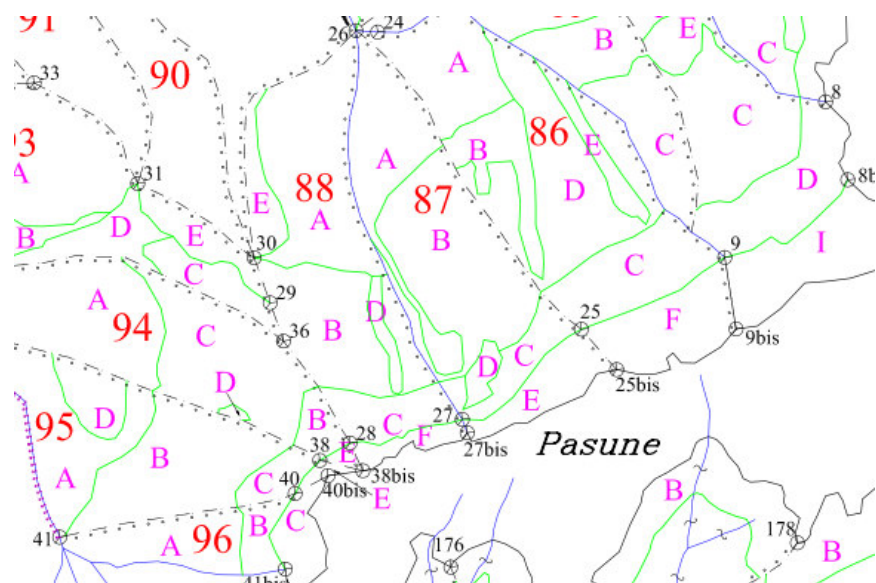 91
26
24
B
E
C
33
90
A
8
93
86
C
C
A
31
A
B
E
8b
88
87
D
D
D
E
A
B
E
B
I
30
C
C
9
29
A
D
B
25
F
36
94
C
9bis
D
C
25bis
D
E
D
27
95
B
C
28
F
27bis
Pasune
B
38
E
A
40
C
40bis
38bis
E
B
B
C
41
A
96
176
178
B
41bis